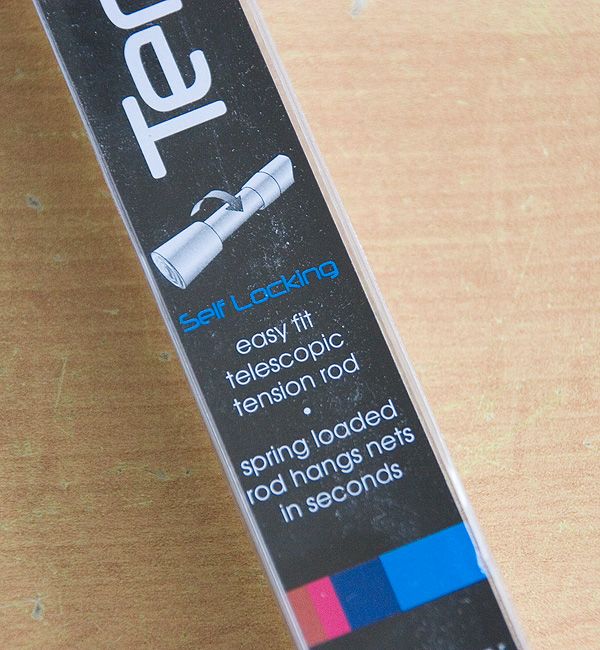 Self Locking
easy fit
telescopic
tension rod
•
spring loaded
rod hangs nets
in seconds